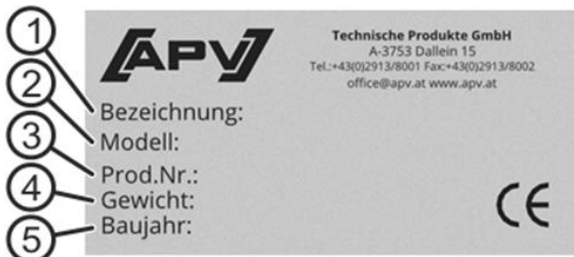 APV
Technische Produkte GmbH
A-3753 Dallein 15
Tel.:+43(0)2913/8001 Fax:+43(0)2913/8002
office@apv.at www.apv.at
1
Bezeichnung:
2
Modell:
3
Prod.Nr.:
4
Gewicht:
5
Baujahr:
CE